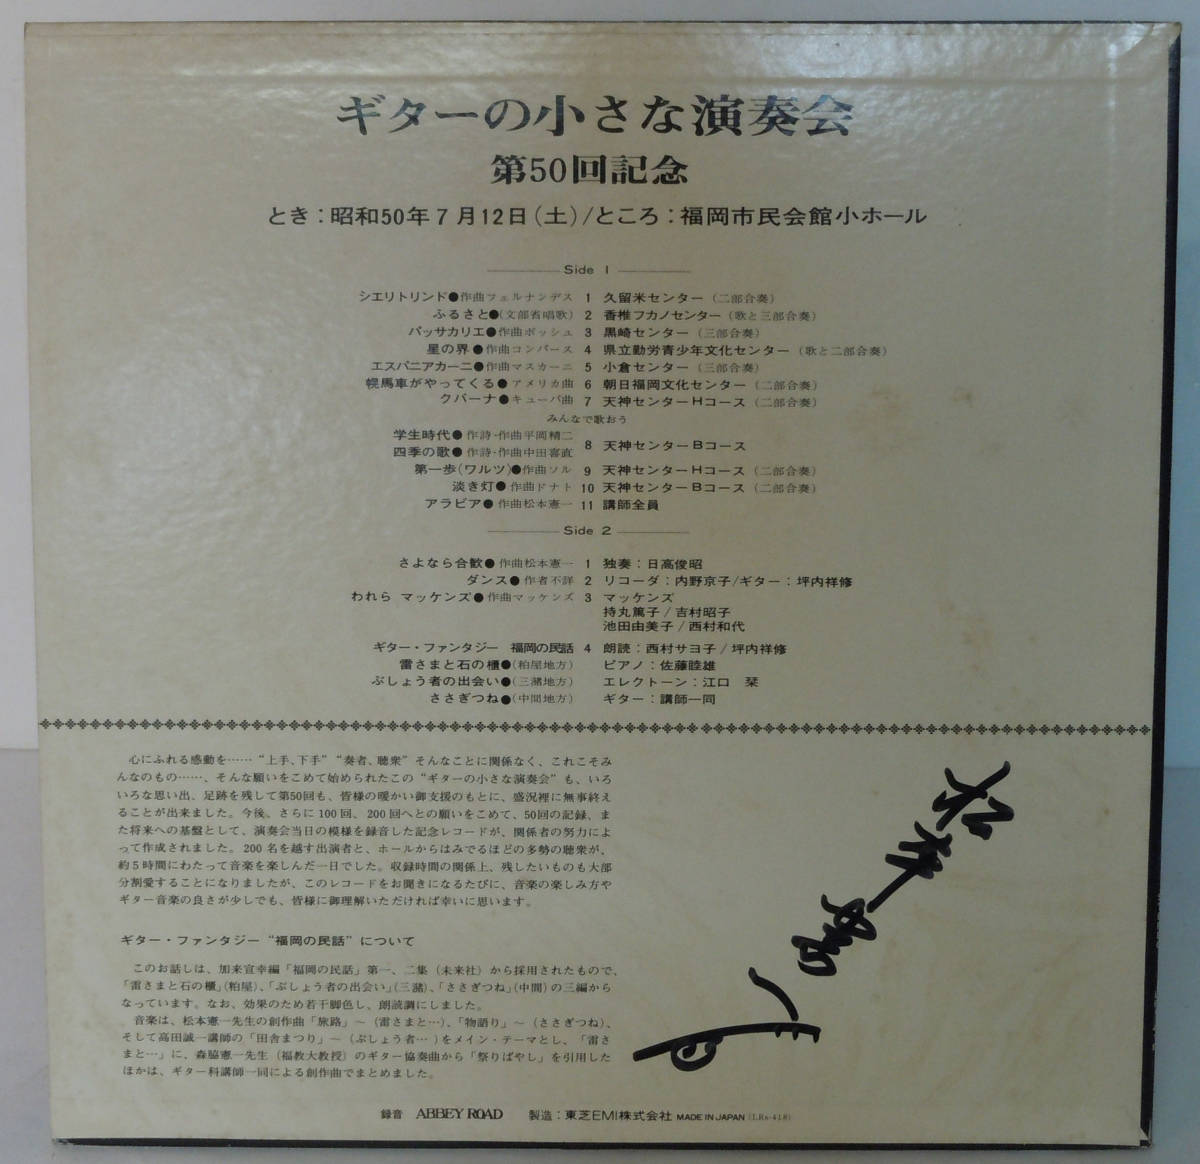 ギターの小さな演奏会
第50回記念
とき：昭和50年7月12日（土）/ところ：福岡市民会館小ホール
Side 1
シエリトリンド●作曲フェルナンデス 1 久留米センター（二部合奏）
ふるさと●（文部省唱歌） 2 香椎フカノセンター（歌と三部合奏）
パッサカリエ●作曲ボッシュ 3 黒崎センター（三部合奏）
星の界●作曲コンバース 4 県立勤労青少年文化センター（歌と二部合奏）
エスパニアカーニ●作曲マスカーニ 5 小倉センター（三部合奏）
幌馬車がやってくる●アメリカ曲 6 朝日福岡文化センター（二部合奏）
クバーナ●キューバ曲 7 天神センターHコース（二部合奏）
みんなで歌おう
学生時代●作詩・作曲平岡精二
8 天神センターBコース
四季の歌●作詩・作曲中田喜直
第一歩（ワルツ）●作曲ソル 9 天神センターHコース（二部合奏）
淡き灯●作曲ドナト 10 天神センターBコース（二部合奏）
アラビア●作曲松本憲一 11 講師全員
Side 2
さよなら合歓●作曲松本憲一 1 独奏：日高俊昭
ダンス●作者不詳 2 リコーダ：内野京子/ギター：坪内祥修
われら マッケンズ●作曲マッケンズ 3 マッケンズ
持丸篤子/吉村昭子
池田由美子/西村和代
ギター・ファンタジー 福岡の民話 4 朗読：西村サヨ子/坪内祥修
雷さまと石の櫃●（粕屋地方） ピアノ：佐藤睦雄
ぶしょう者の出会い●（三潴地方） エレクトーン：江口 栞
ささぎつね●（中間地方） ギター：講師一同
心にふれる感動を……“上手、下手”“奏者、聴衆”そんなことに関係なく、これこそみ
んなのもの……、そんな願いをこめて始められたこの“ギターの小さな演奏会”も、いろ
いろな思い出、足跡を残して第50回も、皆様の暖かい御支援のもとに、盛況裡に無事終え
ることが出来ました。今後、さらに100回、200回へとの願いをこめて、50回の記録、ま
た将来への基盤として、演奏会当日の模様を録音した記念レコードが、関係者の努力によ
って作成されました。200名を越す出演者と、ホールからはみでるほどの多勢の聴衆が、
約5時間にわたって音楽を楽しんだ一日でした。収録時間の関係上、残したいものも大部
分割愛することになりましたが、このレコードをお聞きになるたびに、音楽の楽しみ方や
ギター音楽の良さが少しでも、皆様に御理解いただければ幸いに思います。
ギター・ファンタジー“福岡の民話”について
このお話しは、加来宣幸編「福岡の民話」第一、二集（未来社）から採用されたもので、
「雷さまと石の櫃」（粕屋）、「ぶしょう者の出会い」（三潴）、「ささぎつね」（中間）の三編から
なっています。なお、効果のため若干脚色し、朗読調にしました。
音楽は、松本憲一先生の創作曲「旅路」～（雷さまと…）、「物語り」～（ささぎつね）、
そして高田誠一講師の「田舎まつり」～（ぶしょう者…）をメイン・テーマとし、「雷さ
まと…」に、森脇憲一先生（福教大教授）のギター協奏曲から「祭りばやし」を引用した
ほかは、ギター科講師一同による創作曲でまとめました。
松本憲一
録音 ABBEY ROAD 製造：東芝EMI株式会社 MADE IN JAPAN (LRs-418)